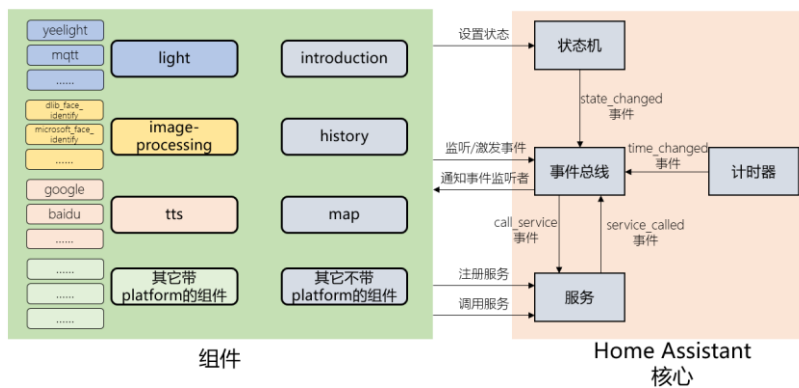 yeelight
mqtt
......
light
introduction
dlib_face_
identify
microsoft_face_
identify
......
image-
processing
history
google
baidu
......
tts
map
......
......
......
其它带
platform的组件
其它不带
platform的组件
组件
设置状态
监听/激发事件
通知事件监听者
注册服务
调用服务
状态机
state_changed
事件
time_changed
事件
事件总线
计时器
call_service
事件
service_called
事件
服务
Home Assistant
核心